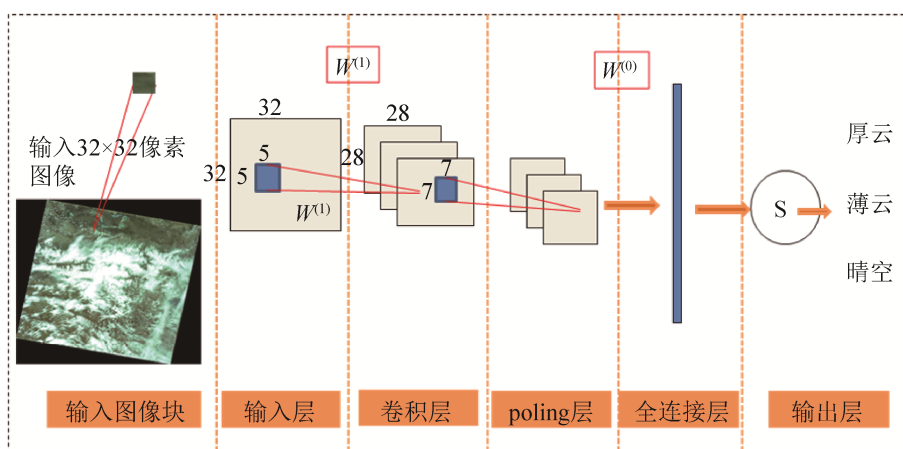 W(1)
W(0)
输入32×32像素
图像
32
32
5
5
W(1)
28
28
7
7
S
厚云
薄云
晴空
输入图像块
输入层
卷积层
poling层
全连接层
输出层